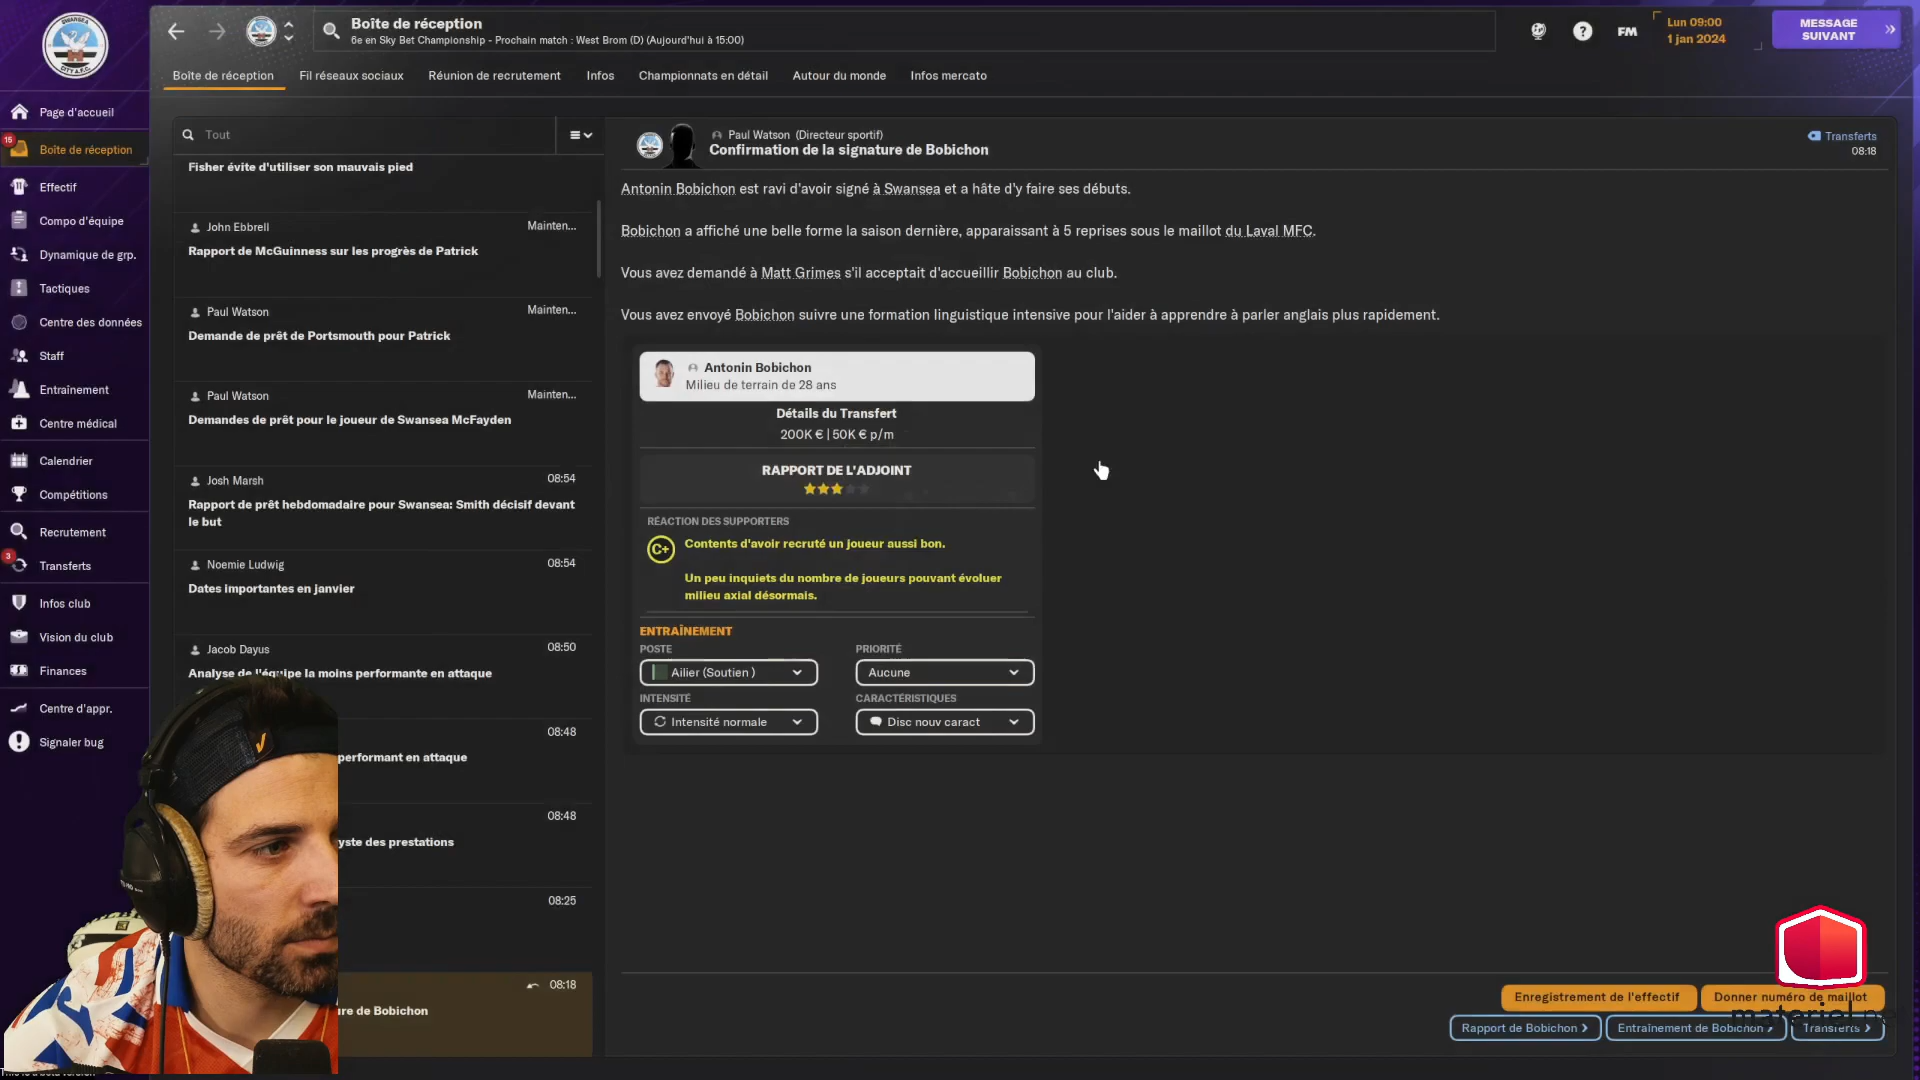 SWANSEA
CITY A.F.C.
Boîte de réception
6e en Sky Bet Championship - Prochain match : West Brom (D) (Aujourd'hui à 15:00)
FM
Lun 09:00
1 jan 2024
MESSAGE
SUIVANT
Boîte de réception
Fil réseaux sociaux
Réunion de recrutement
Infos
Championnats en détail
Autour du monde
Infos mercato
Page d'accueil
15
Boîte de réception
Effectif
Compo d'équipe
Dynamique de grp.
Tactiques
Centre des données
Staff
Entraînement
Centre médical
Calendrier
Compétitions
Recrutement
3
Transferts
Infos club
Vision du club
Finances
Centre d'appr.
Signaler bug
Tout
Fisher évite d'utiliser son mauvais pied
John Ebbrell
Mainten...
Rapport de McGuinness sur les progrès de Patrick
Paul Watson
Mainten...
Demande de prêt de Portsmouth pour Patrick
Paul Watson
Mainten...
Demandes de prêt pour le joueur de Swansea McFayden
Josh Marsh
08:54
Rapport de prêt hebdomadaire pour Swansea: Smith décisif devant
le but
Noemie Ludwig
08:54
Dates importantes en janvier
Jacob Dayus
08:50
Analyse de l'équipe la moins performante en attaque
08:48
performant en attaque
08:48
yste des prestations
08:25
08:18
re de Bobichon
Paul Watson (Directeur sportif)
Confirmation de la signature de Bobichon
Transferts
08:18
Antonin Bobichon est ravi d'avoir signé à Swansea et a hâte d'y faire ses débuts.
Bobichon a affiché une belle forme la saison dernière, apparaissant à 5 reprises sous le maillot du Laval MFC.
Vous avez demandé à Matt Grimes s'il acceptait d'accueillir Bobichon au club.
Vous avez envoyé Bobichon suivre une formation linguistique intensive pour l'aider à apprendre à parler anglais plus rapidement.
Antonin Bobichon
Milieu de terrain de 28 ans
Détails du Transfert
200K € | 50K € p/m
RAPPORT DE L'ADJOINT
RÉACTION DES SUPPORTERS
C+
Contents d'avoir recruté un joueur aussi bon.
Un peu inquiets du nombre de joueurs pouvant évoluer
milieu axial désormais.
ENTRAÎNEMENT
POSTE
PRIORITÉ
Ailier (Soutien )
Aucune
INTENSITÉ
CARACTÉRISTIQUES
Intensité normale
Disc nouv caract
Enregistrement de l'effectif
Donner numéro de maillot
Rapport de Bobichon
Entraînement de Bobichon
Transferts